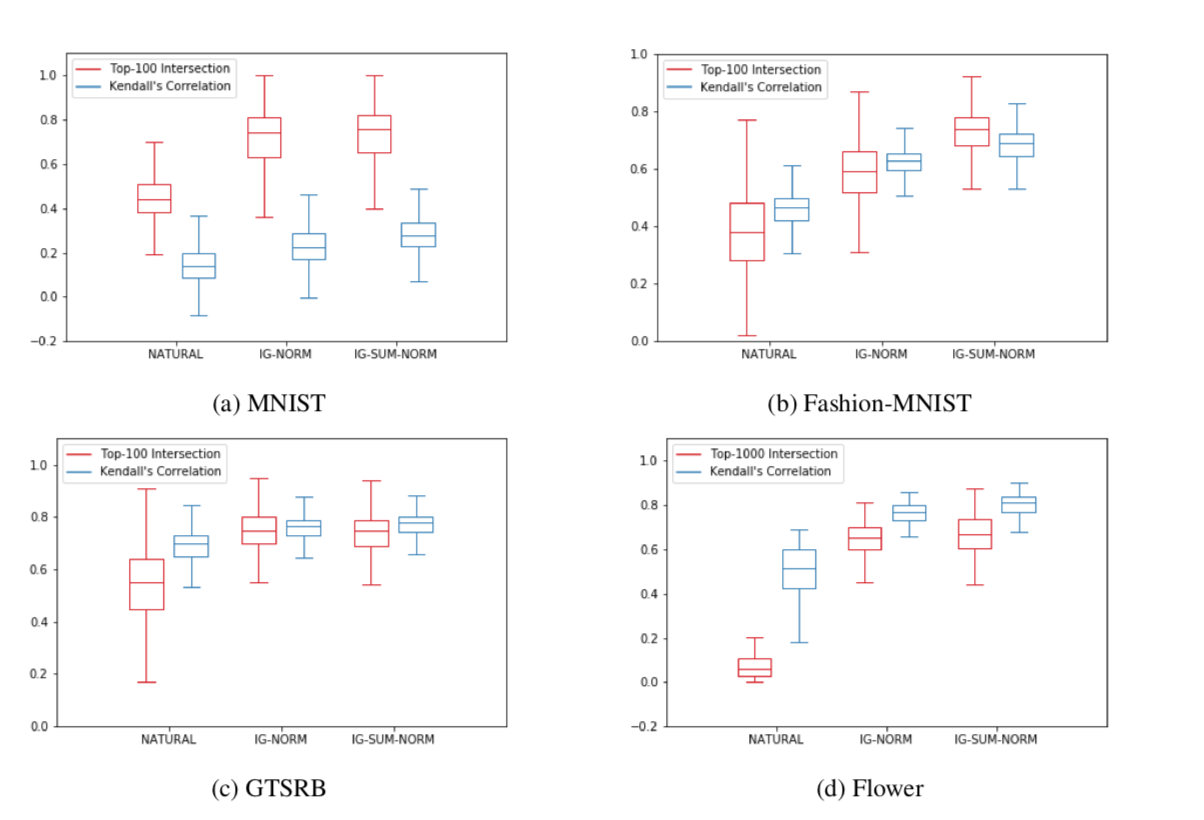 Top-100 Intersection
Kendall's Correlation
1.0
0.8
0.6
0.4
0.2
0.0
−0.2
NATURAL IG-NORM IG-SUM-NORM
(a) MNIST
1.0
Top-100 Intersection
Kendall's Correlation
0.8
0.6
0.4
0.2
0.0
NATURAL IG-NORM IG-SUM-NORM
(b) Fashion-MNIST
Top-100 Intersection
1.0
Kendall's Correlation
0.8
0.6
0.4
0.2
0.0
NATURAL IG-NORM IG-SUM-NORM
(c) GTSRB
Top-1000 Intersection
1.0
Kendall's Correlation
0.8
0.6
0.4
0.2
0.0
−0.2
NATURAL IG-NORM IG-SUM-NORM
(d) Flower